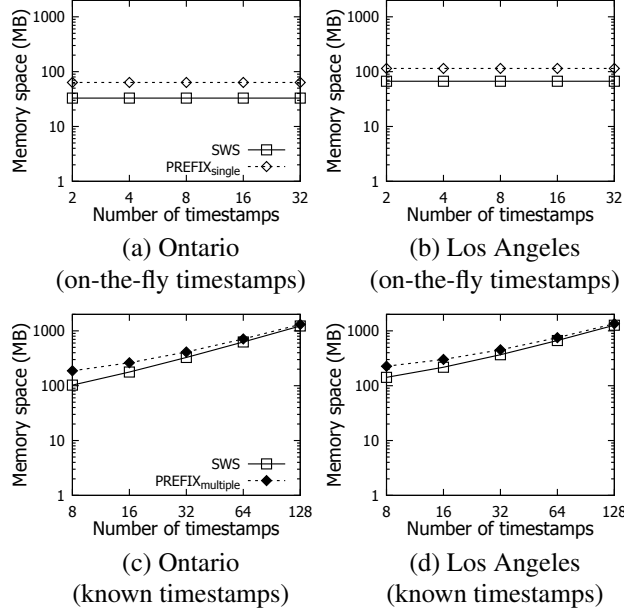 Memory space (MB)
1000
100
10
1
SWS
PREFIXsingle
2 4 8 16 32
Number of timestamps
(a) Ontario
(on-the-fly timestamps)
Memory space (MB)
1000
100
10
1
2 4 8 16 32
Number of timestamps
(b) Los Angeles
(on-the-fly timestamps)
Memory space (MB)
1000
100
10
1
SWS
PREFIXmultiple
8 16 32 64 128
Number of timestamps
(c) Ontario
(known timestamps)
Memory space (MB)
1000
100
10
1
8 16 32 64 128
Number of timestamps
(d) Los Angeles
(known timestamps)